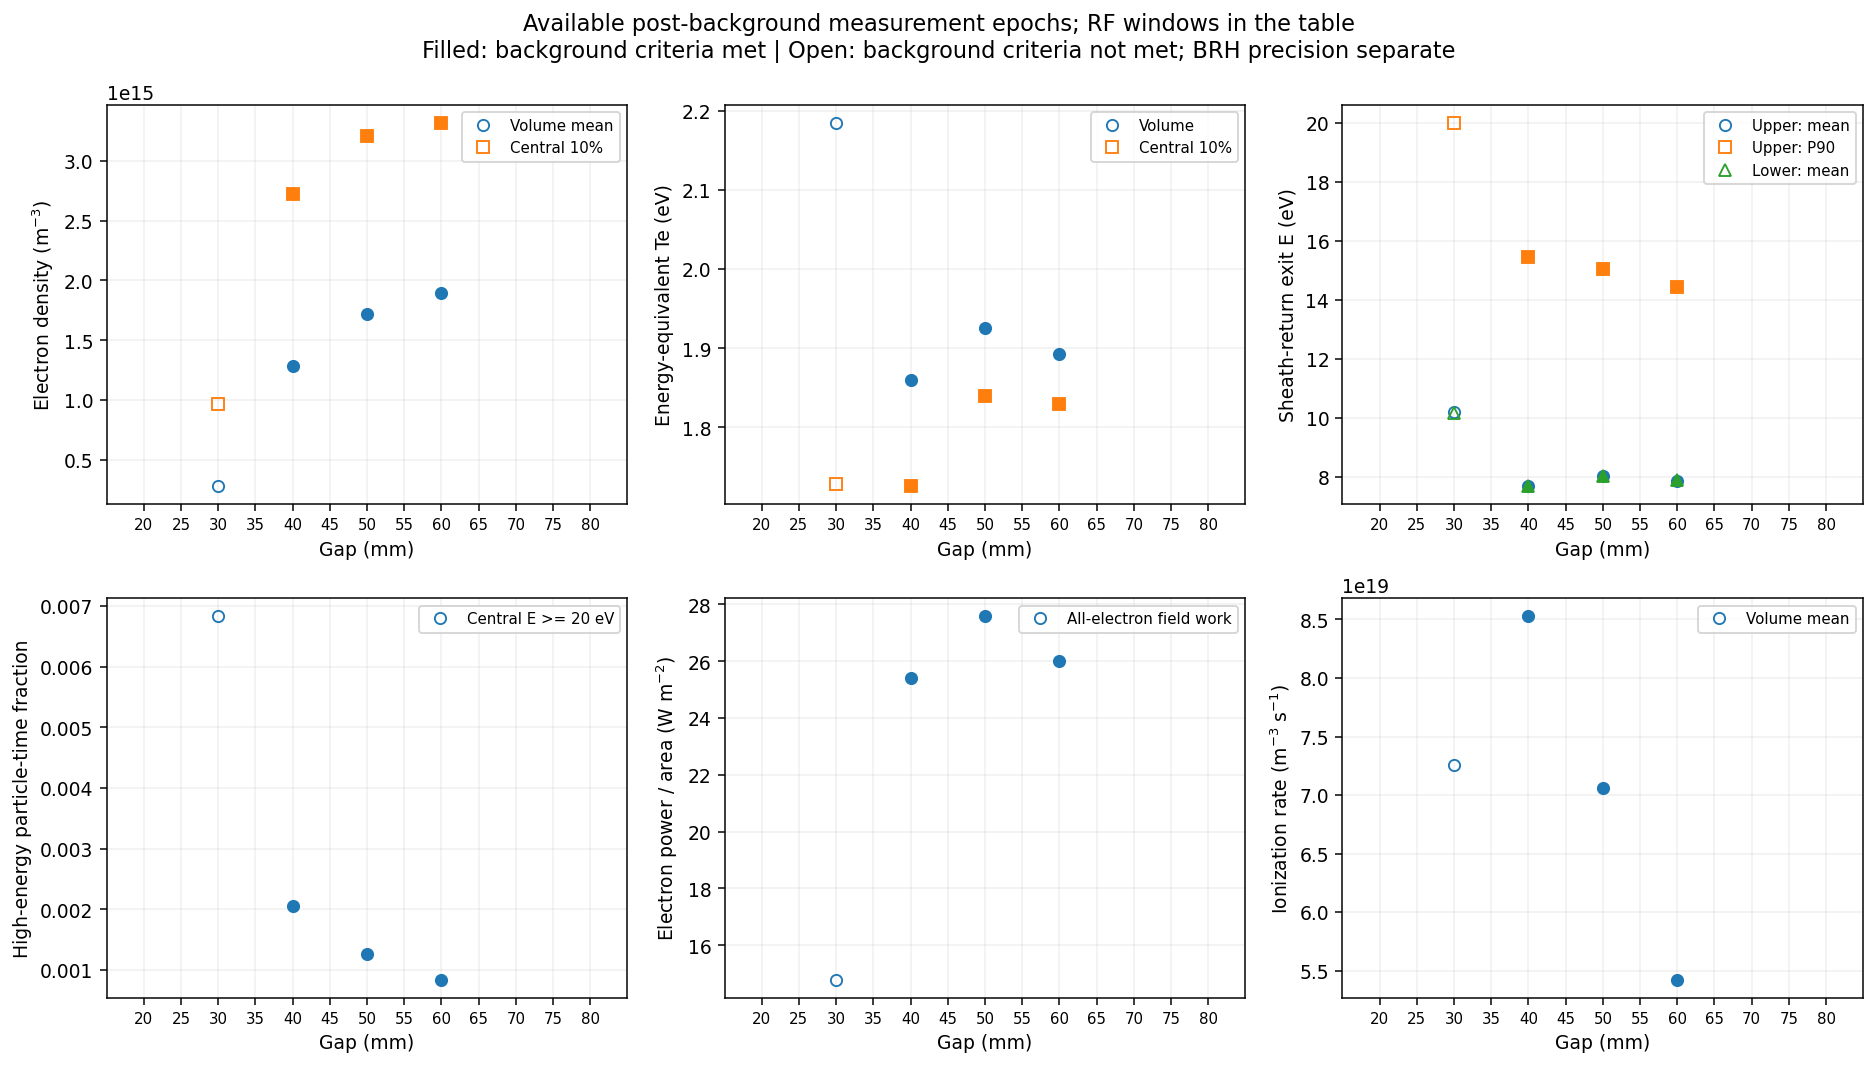 Available post-background measurement epochs; RF windows in the table
Filled: background criteria met | Open: background criteria not met; BRH precision separate
1e15
Electron density (m⁻³)
3.0
2.5
2.0
1.5
1.0
0.5
Volume mean
Central 10%
20 25 30 35 40 45 50 55 60 65 70 75 80
Gap (mm)
Energy-equivalent Te (eV)
2.2
2.1
2.0
1.9
1.8
Volume
Central 10%
20 25 30 35 40 45 50 55 60 65 70 75 80
Gap (mm)
Sheath-return exit E (eV)
20
18
16
14
12
10
8
Upper: mean
Upper: P90
Lower: mean
20 25 30 35 40 45 50 55 60 65 70 75 80
Gap (mm)
High-energy particle-time fraction
0.007
0.006
0.005
0.004
0.003
0.002
0.001
Central E >= 20 eV
20 25 30 35 40 45 50 55 60 65 70 75 80
Gap (mm)
Electron power / area (W m⁻²)
28
26
24
22
20
18
16
All-electron field work
20 25 30 35 40 45 50 55 60 65 70 75 80
Gap (mm)
1e19
Ionization rate (m⁻³ s⁻¹)
8.5
8.0
7.5
7.0
6.5
6.0
5.5
Volume mean
20 25 30 35 40 45 50 55 60 65 70 75 80
Gap (mm)